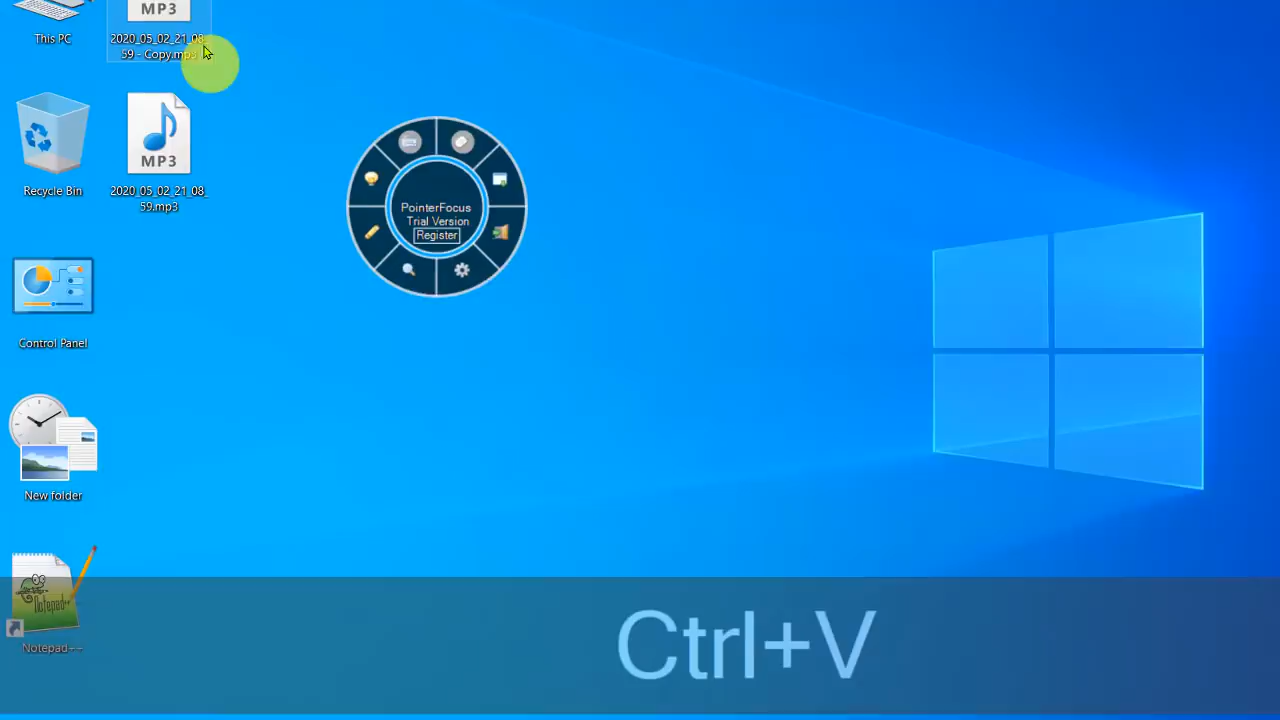 MP3
This PC
2020_05_02_21_08_
59 - Copy.mp3
MP3
Recycle Bin
2020_05_02_21_08_
59.mp3
PointerFocus
Trial Version
Register
Control Panel
New folder
Notepad++
Ctrl+V